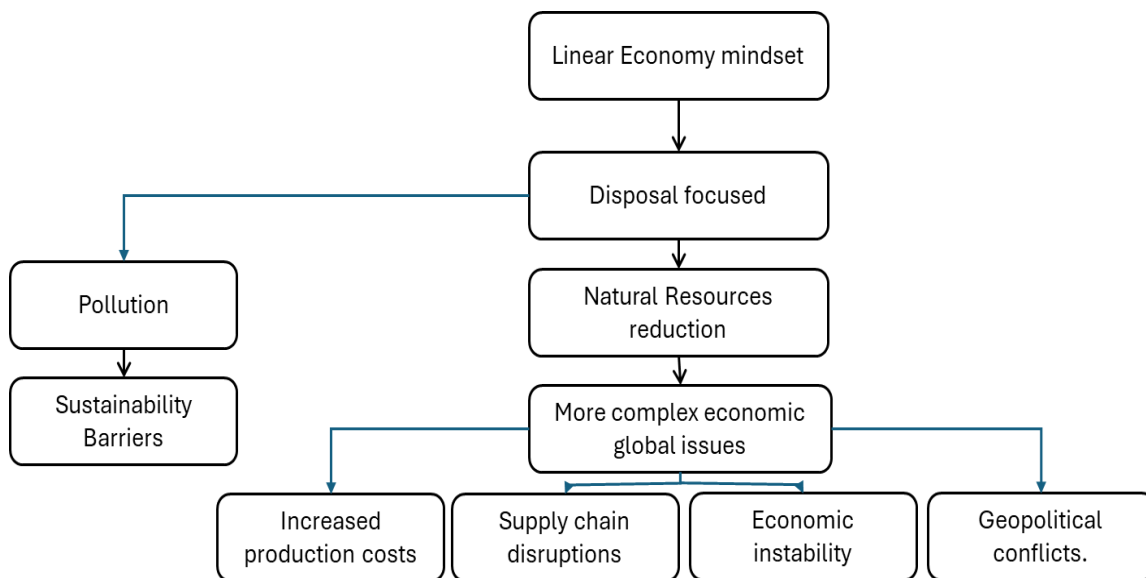 Linear Economy mindset
Disposal focused
Pollution
Natural Resources
reduction
Sustainability
Barriers
More complex economic
global issues
Increased
production costs
Supply chain
disruptions
Economic
instability
Geopolitical
conflicts.